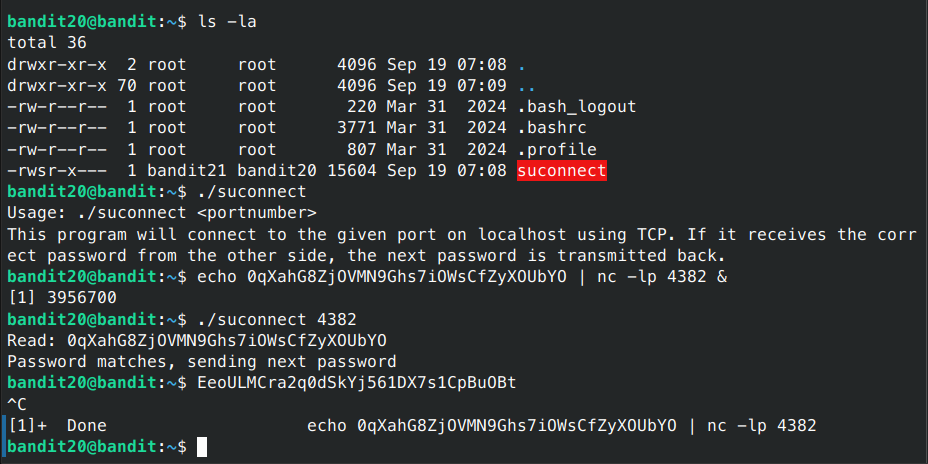 bandit20@bandit:~$ ls -la
total 36
drwxr-xr-x  2 root     root      4096 Sep 19 07:08 .
drwxr-xr-x 70 root     root      4096 Sep 19 07:09 ..
-rw-r--r--  1 root     root       220 Mar 31  2024 .bash_logout
-rw-r--r--  1 root     root      3771 Mar 31  2024 .bashrc
-rw-r--r--  1 root     root       807 Mar 31  2024 .profile
-rwsr-x---  1 bandit21 bandit20 15604 Sep 19 07:08 suconnect
bandit20@bandit:~$ ./suconnect
Usage: ./suconnect <portnumber>
This program will connect to the given port on localhost using TCP. If it receives the corr
ect password from the other side, the next password is transmitted back.
bandit20@bandit:~$ echo 0qXahG8ZjOVMN9Ghs7iOWsCfZyXOUbYO | nc -lp 4382 &
[1] 3956700
bandit20@bandit:~$ ./suconnect 4382
Read: 0qXahG8ZjOVMN9Ghs7iOWsCfZyXOUbYO
Password matches, sending next password
bandit20@bandit:~$ EeoULMCra2q0dSkYj561DX7s1CpBuOBt
^C
[1]+  Done                    echo 0qXahG8ZjOVMN9Ghs7iOWsCfZyXOUbYO | nc -lp 4382
bandit20@bandit:~$